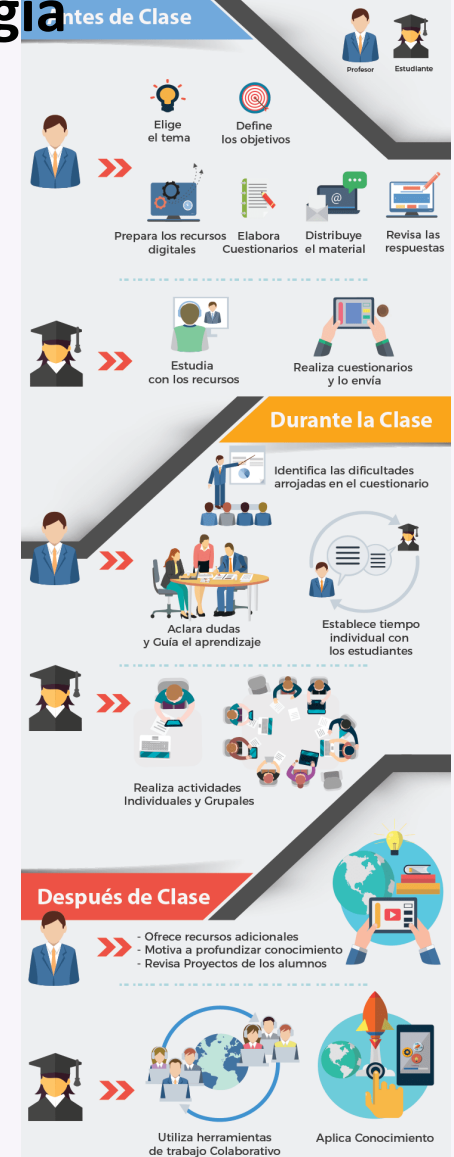 gía
Antes de Clase
Profesor
Estudiante
Elige
el tema
Define
los objetivos
Prepara los recursos
digitales
Elabora
Cuestionarios
Distribuye
el material
Revisa las
respuestas
@
Estudia
con los recursos
Realiza cuestionarios
y lo envía
Durante la Clase
Identifica las dificultades
arrojadas en el cuestionario
Aclara dudas
y Guía el aprendizaje
Establece tiempo
individual con
los estudiantes
Realiza actividades
Individuales y Grupales
Después de Clase
- Ofrece recursos adicionales
- Motiva a profundizar conocimiento
- Revisa Proyectos de los alumnos
Utiliza herramientas
de trabajo Colaborativo
Aplica Conocimiento